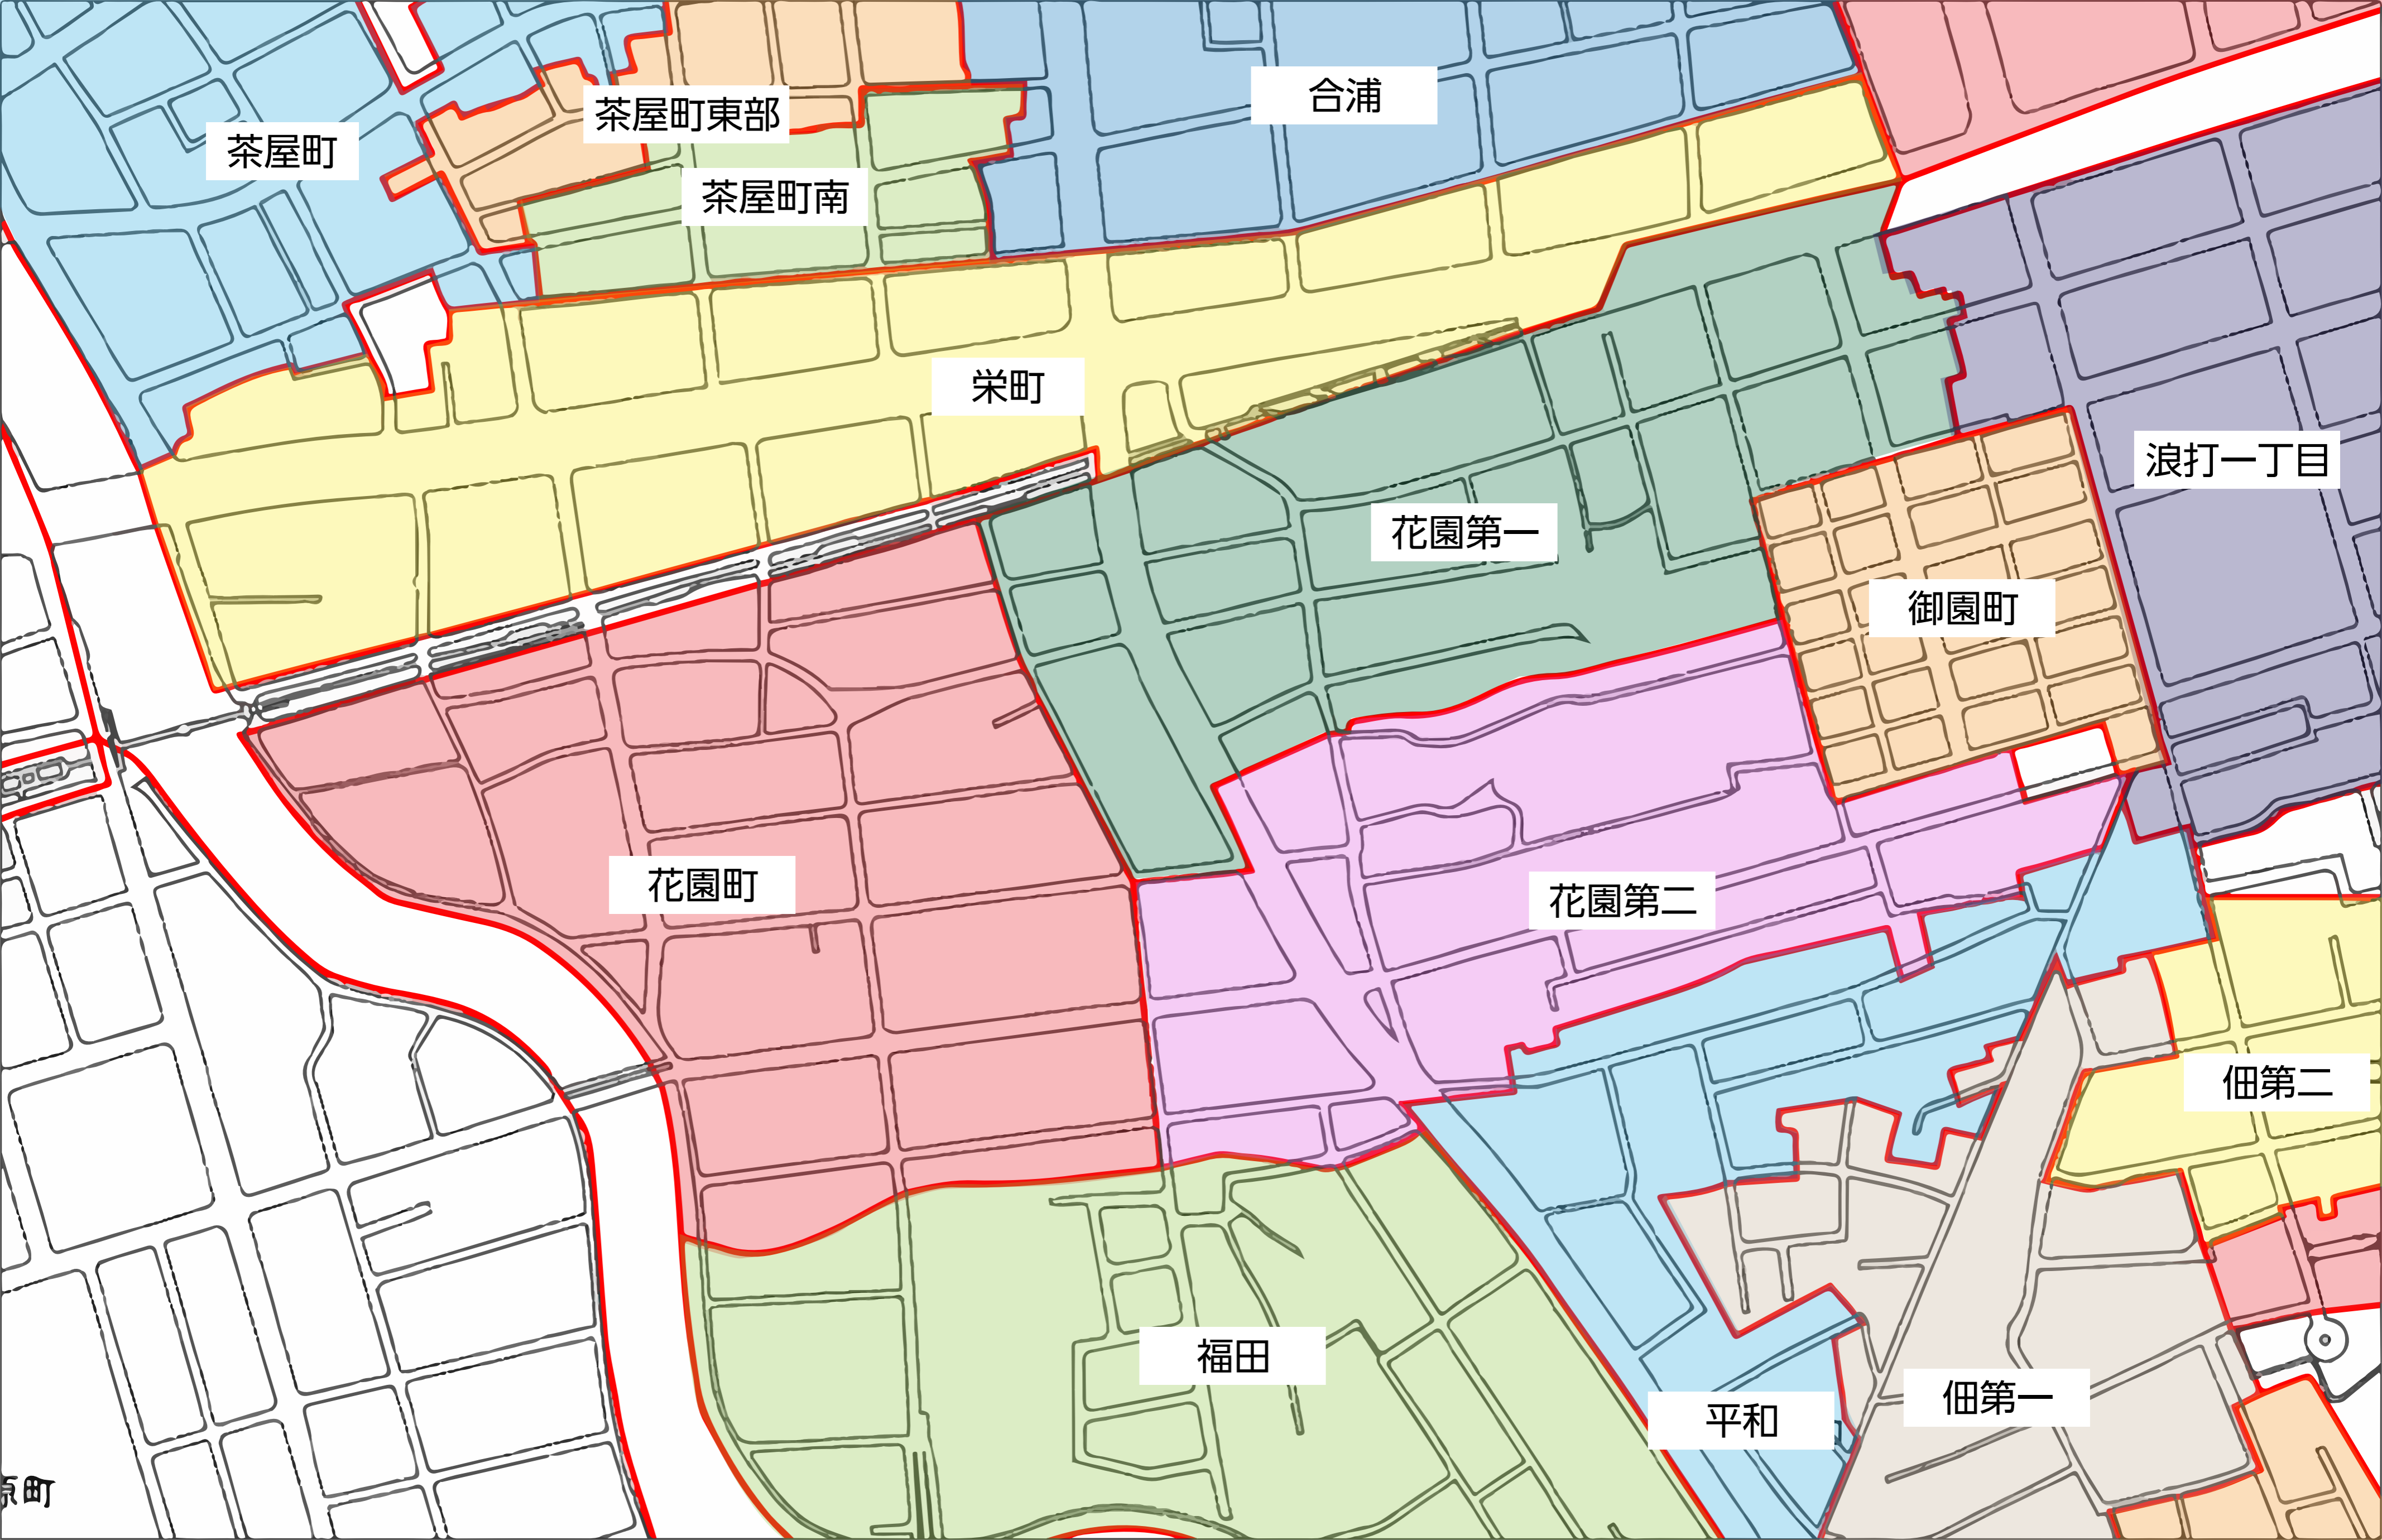 合浦
茶屋町東部
茶屋町
茶屋町南
栄町
浪打一丁目
花園第一
御園町
花園町
花園第二
佃第二
福田
佃第一
平和
町